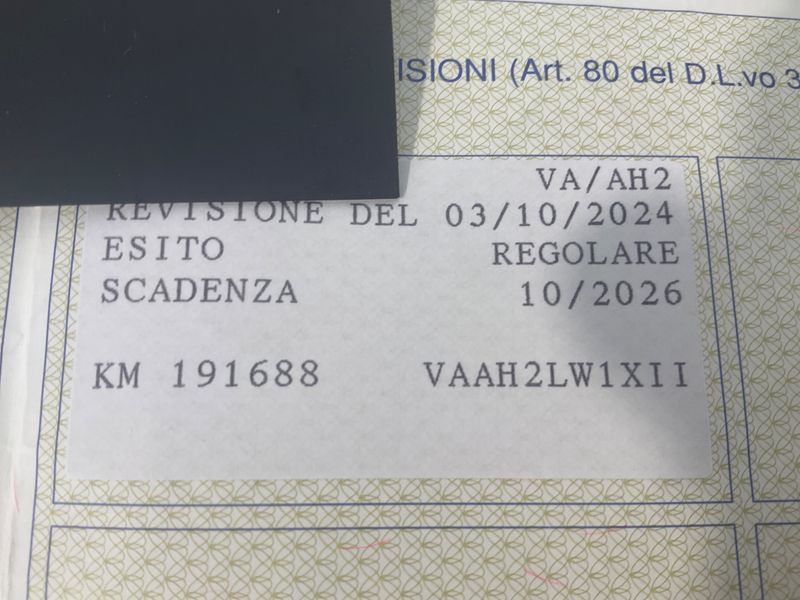 ISIONI (Art. 80 del D.L.vo 3
VA/AH2
REVISIONE DEL 03/10/2024
ESITO REGOLARE
SCADENZA 10/2026
KM 191688 VAAH2LW1XII